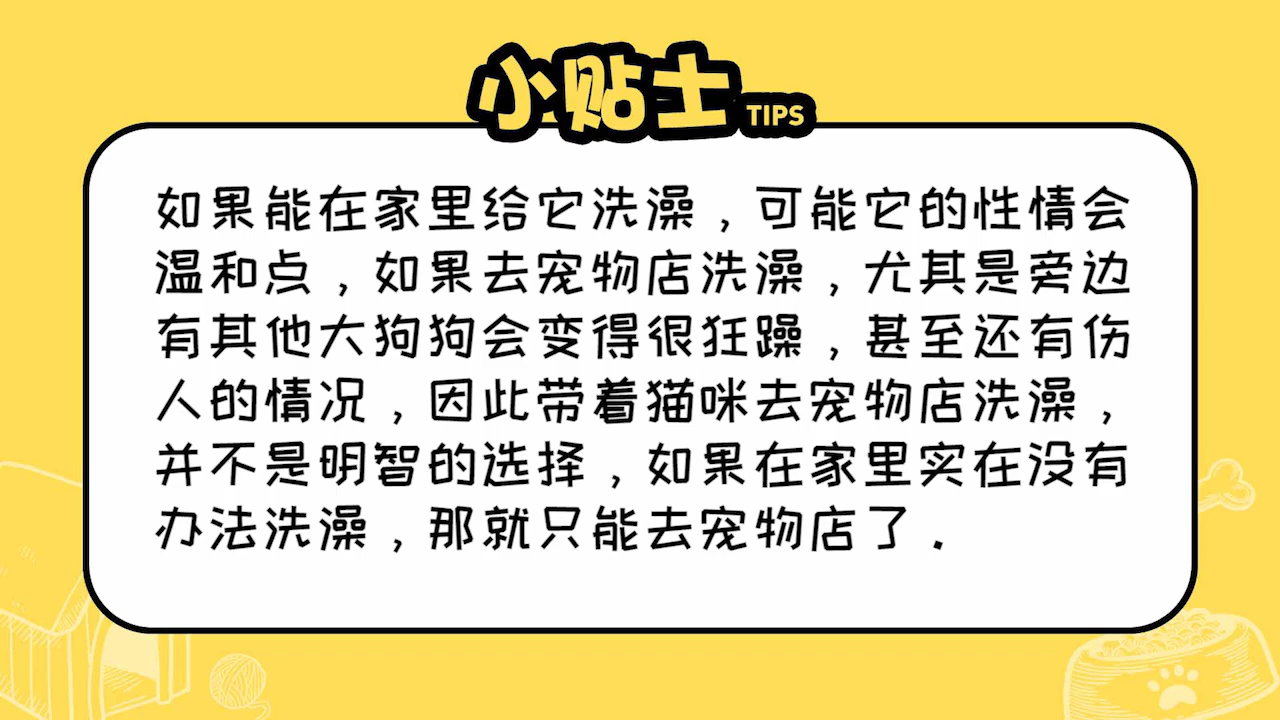 小贴士 TIPS
如果能在家里给它洗澡，可能它的性情会
温和点，如果去宠物店洗澡，尤其是旁边
有其他大狗狗会变得很狂躁，甚至还有伤
人的情况，因此带着猫咪去宠物店洗澡，
并不是明智的选择，如果在家里实在没有
办法洗澡，那就只能去宠物店了．